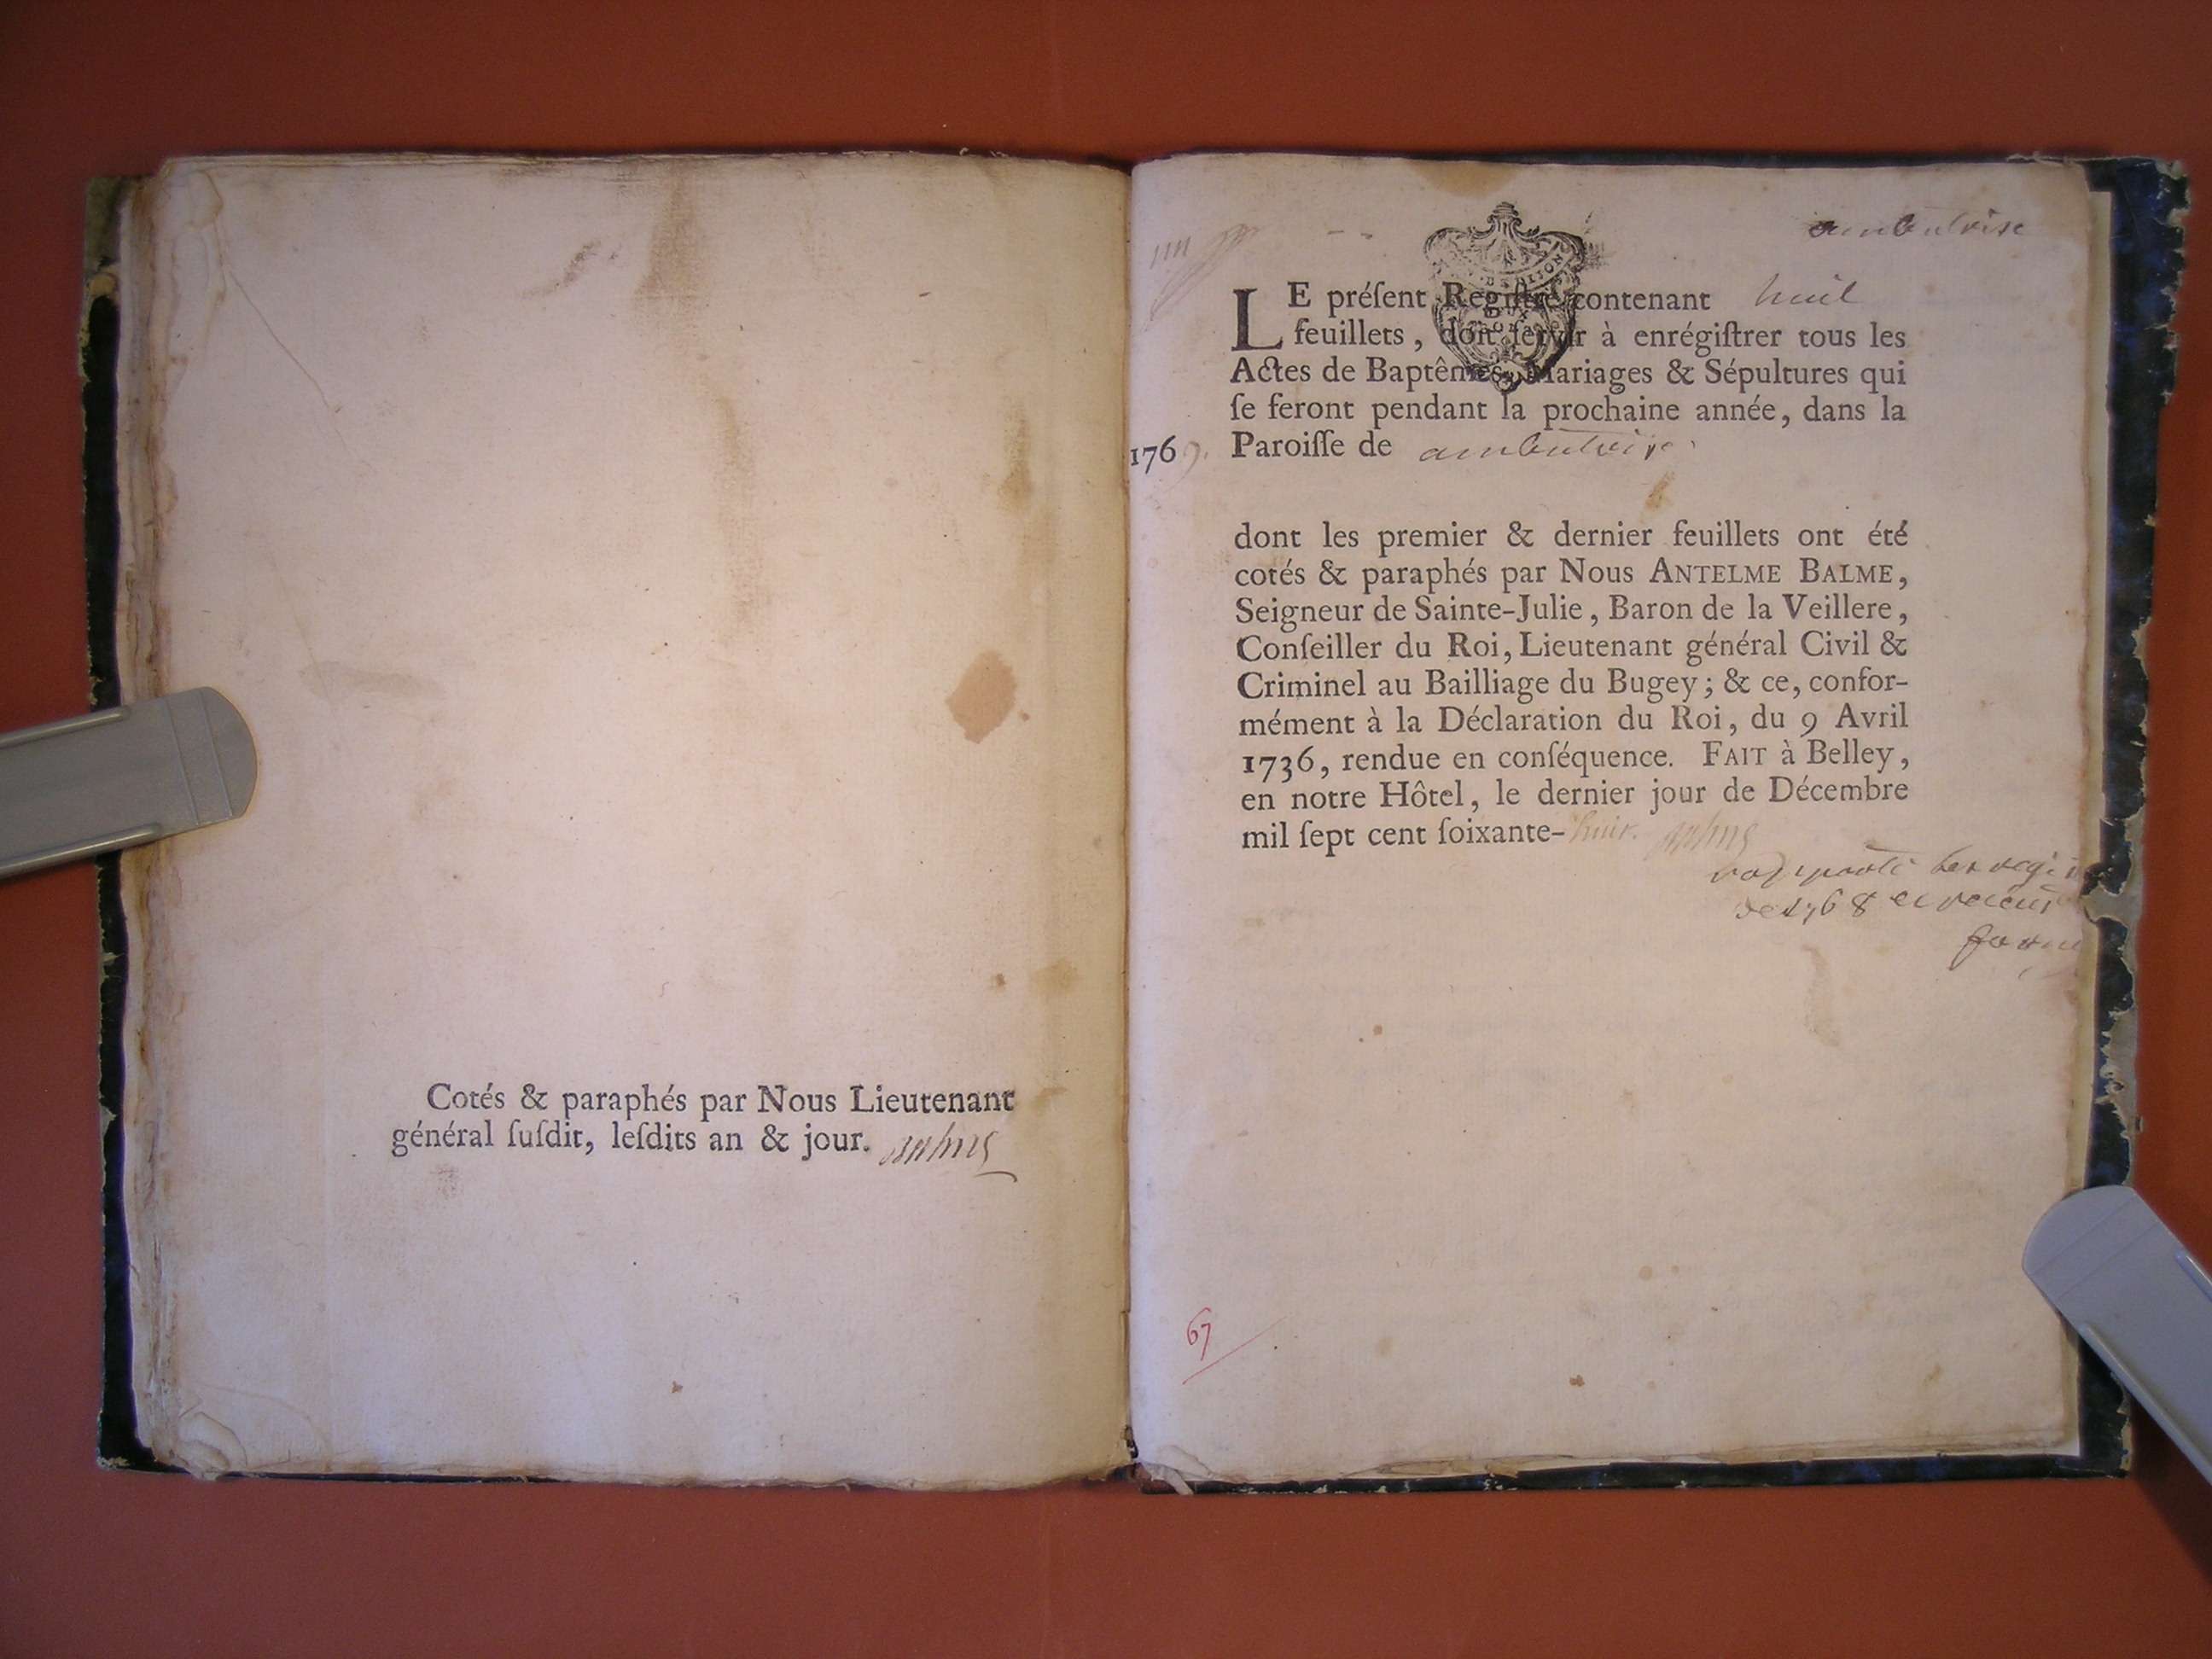 Cotés & paraphés par Nous Lieutenant
général ſuſdit, leſdits an & jour.
ambutrix
LE préſent Regiſtre contenant huit
feuillets, doit ſervir à enrégiſtrer tous les
Actes de Baptêmes, Mariages & Sépultures qui
ſe feront pendant la prochaine année, dans la
1769. Paroiſſe de ambutrix
dont les premier & dernier feuillets ont été
cotés & paraphés par Nous ANTELME BALME,
Seigneur de Sainte-Julie, Baron de la Veillere,
Conſeiller du Roi, Lieutenant général Civil &
Criminel au Bailliage du Bugey; & ce, confor-
mément à la Déclaration du Roi, du 9 Avril
1736, rendue en conſéquence. FAIT à Belley,
en notre Hôtel, le dernier jour de Décembre
mil ſept cent ſoixante-huit.
rapporté
de 1768
67